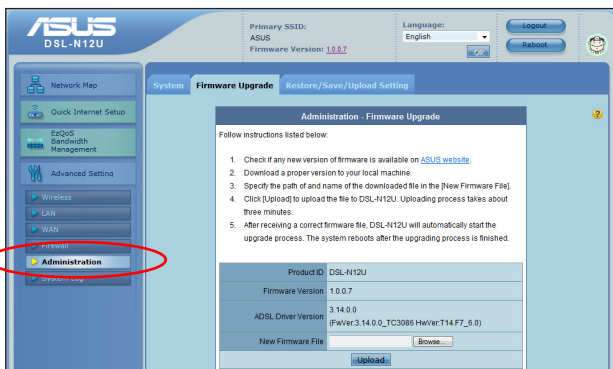 ASUS
DSL-N12U
Primary SSID:
ASUS
Firmware Version: 1.0.0.7
Language:
English
Logout
Reboot
Network Map
Quick Internet Setup
EzQoS
Bandwidth
Management
Advanced Setting
Wireless
LAN
WAN
Firewall
Administration
System Log
System
Firmware Upgrade
Restore/Save/Upload Setting
Administration - Firmware Upgrade
Follow instructions listed below:
1. Check if any new version of firmware is available on ASUS website.
2. Download a proper version to your local machine.
3. Specify the path of and name of the downloaded file in the [New Firmware File].
4. Click [Upload] to upload the file to DSL-N12U. Uploading process takes about
three minutes.
5. After receiving a correct firmware file, DSL-N12U will automatically start the
upgrade process. The system reboots after the upgrading process is finished.
Product ID DSL-N12U
Firmware Version 1.0.0.7
ADSL Driver Version
3.14.0.0
(FwVer:3.14.0.0_TC3086 HwVer:T14.F7_6.0)
New Firmware File Browse...
Upload